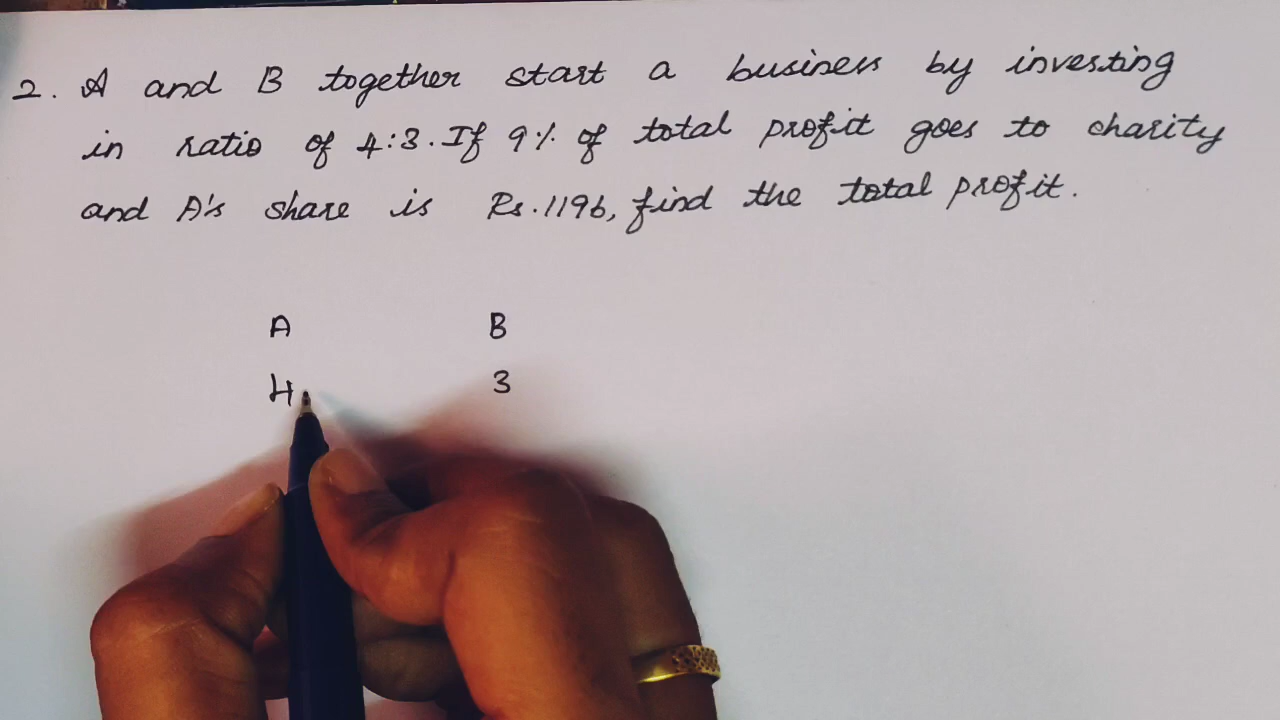 2. A and B together start a business by investing
in ratio of 4:3. If 9% of total profit goes to charity
and A's share is Rs. 1196, find the total profit.
A B
4 3